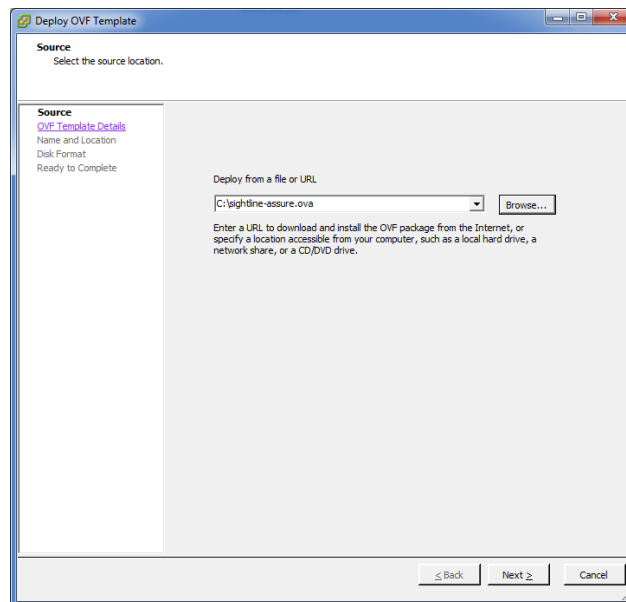 Deploy OVF Template
Source
Select the source location.
Source
OVF Template Details
Name and Location
Disk Format
Ready to Complete
Deploy from a file or URL
C:\sightline-assure.ova
Browse...
Enter a URL to download and install the OVF package from the Internet, or
specify a location accessible from your computer, such as a local hard drive, a
network share, or a CD/DVD drive.
< Back
Next >
Cancel